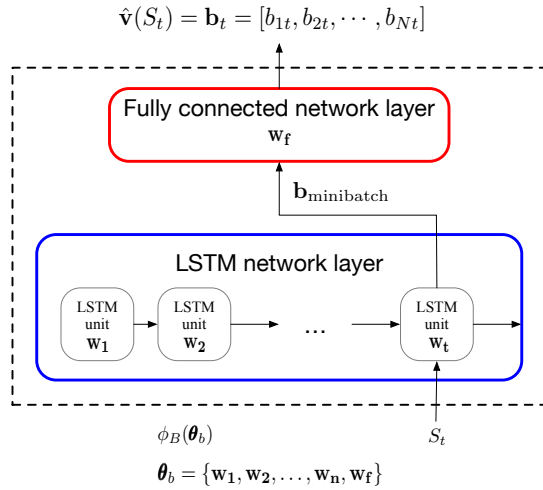 v̂(S_t) = b_t = [b_{1t}, b_{2t}, ⋯ , b_{Nt}]
Fully connected network layer
w_f
b_minibatch
LSTM network layer
LSTM unit w_1
LSTM unit w_2
...
LSTM unit w_t
ϕ_B(θ_b)
S_t
θ_b = {w_1, w_2, . . . , w_n, w_f}